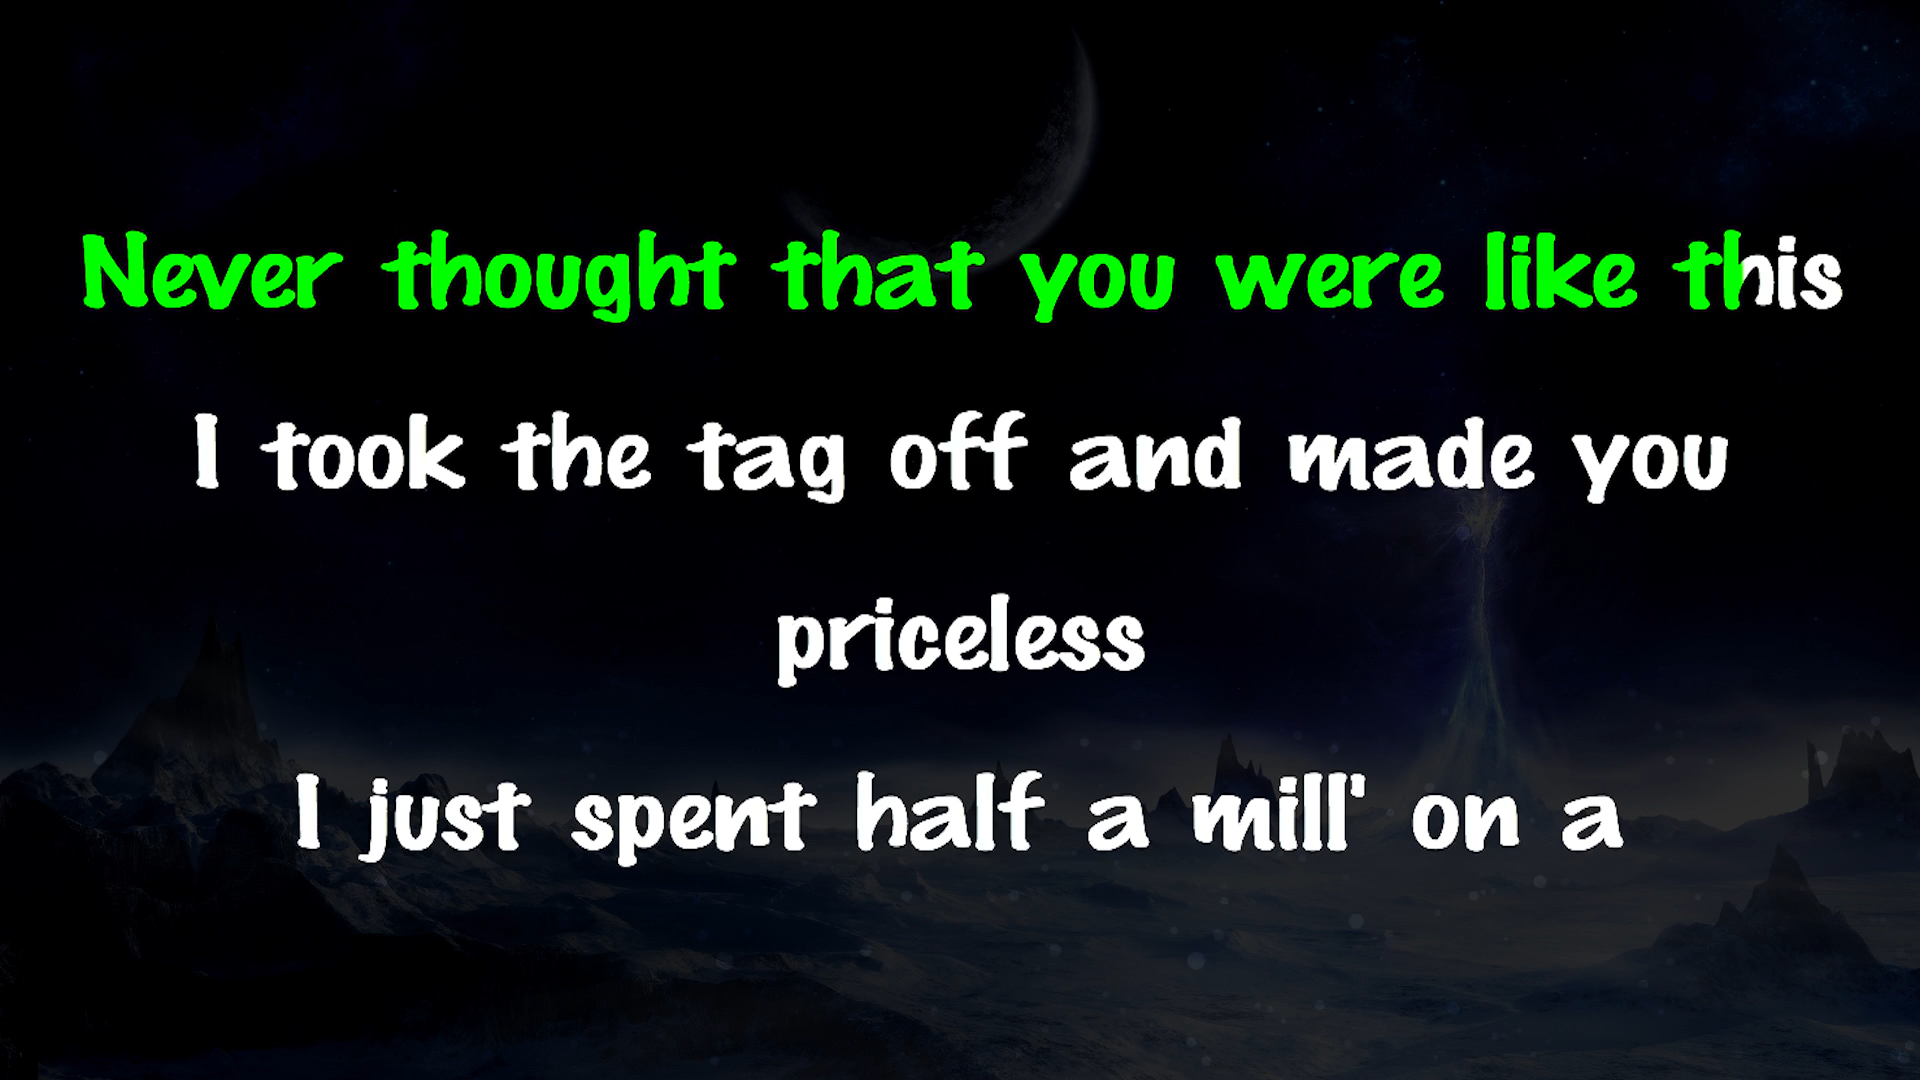 Never thought that you were like this
I took the tag off and made you
priceless
I just spent half a mill' on a